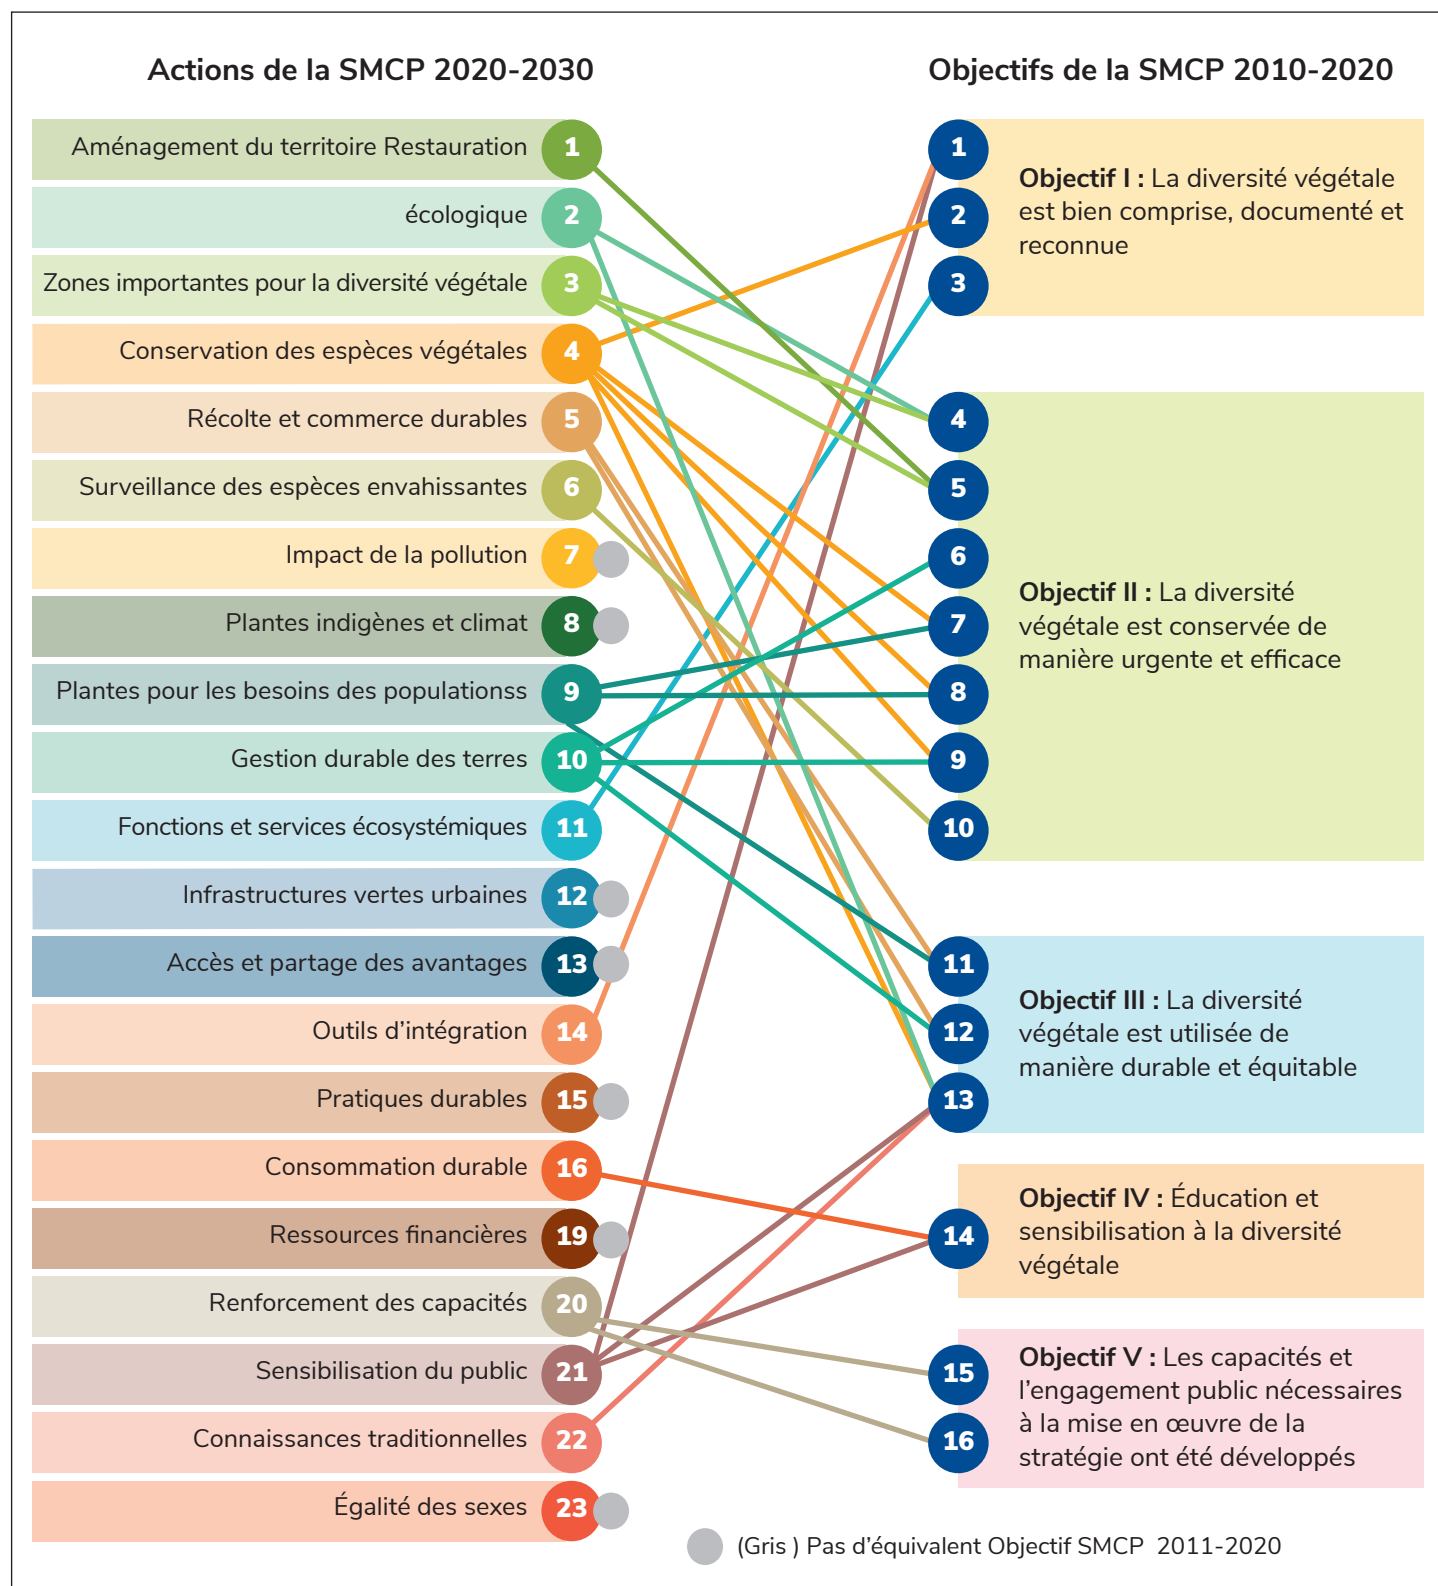 Actions de la SMCP 2020-2030
Aménagement du territoire Restauration 1
écologique 2
Zones importantes pour la diversité végétale 3
Conservation des espèces végétales 4
Récolte et commerce durables 5
Surveillance des espèces envahissantes 6
Impact de la pollution 7
Plantes indigènes et climat 8
Plantes pour les besoins des populationss 9
Gestion durable des terres 10
Fonctions et services écosystémiques 11
Infrastructures vertes urbaines 12
Accès et partage des avantages 13
Outils d’intégration 14
Pratiques durables 15
Consommation durable 16
Ressources financières 19
Renforcement des capacités 20
Sensibilisation du public 21
Connaissances traditionnelles 22
Égalité des sexes 23
Objectifs de la SMCP 2010-2020
1
2
3
Objectif I : La diversité végétale
est bien comprise, documenté et
reconnue
4
5
6
7
8
9
10
Objectif II : La diversité
végétale est conservée de
manière urgente et efficace
11
12
13
Objectif III : La diversité
végétale est utilisée de
manière durable et équitable
14
Objectif IV : Éducation et
sensibilisation à la diversité
végétale
15
16
Objectif V : Les capacités et
l’engagement public nécessaires
à la mise en œuvre de la
stratégie ont été développés
(Gris ) Pas d’équivalent Objectif SMCP 2011-2020